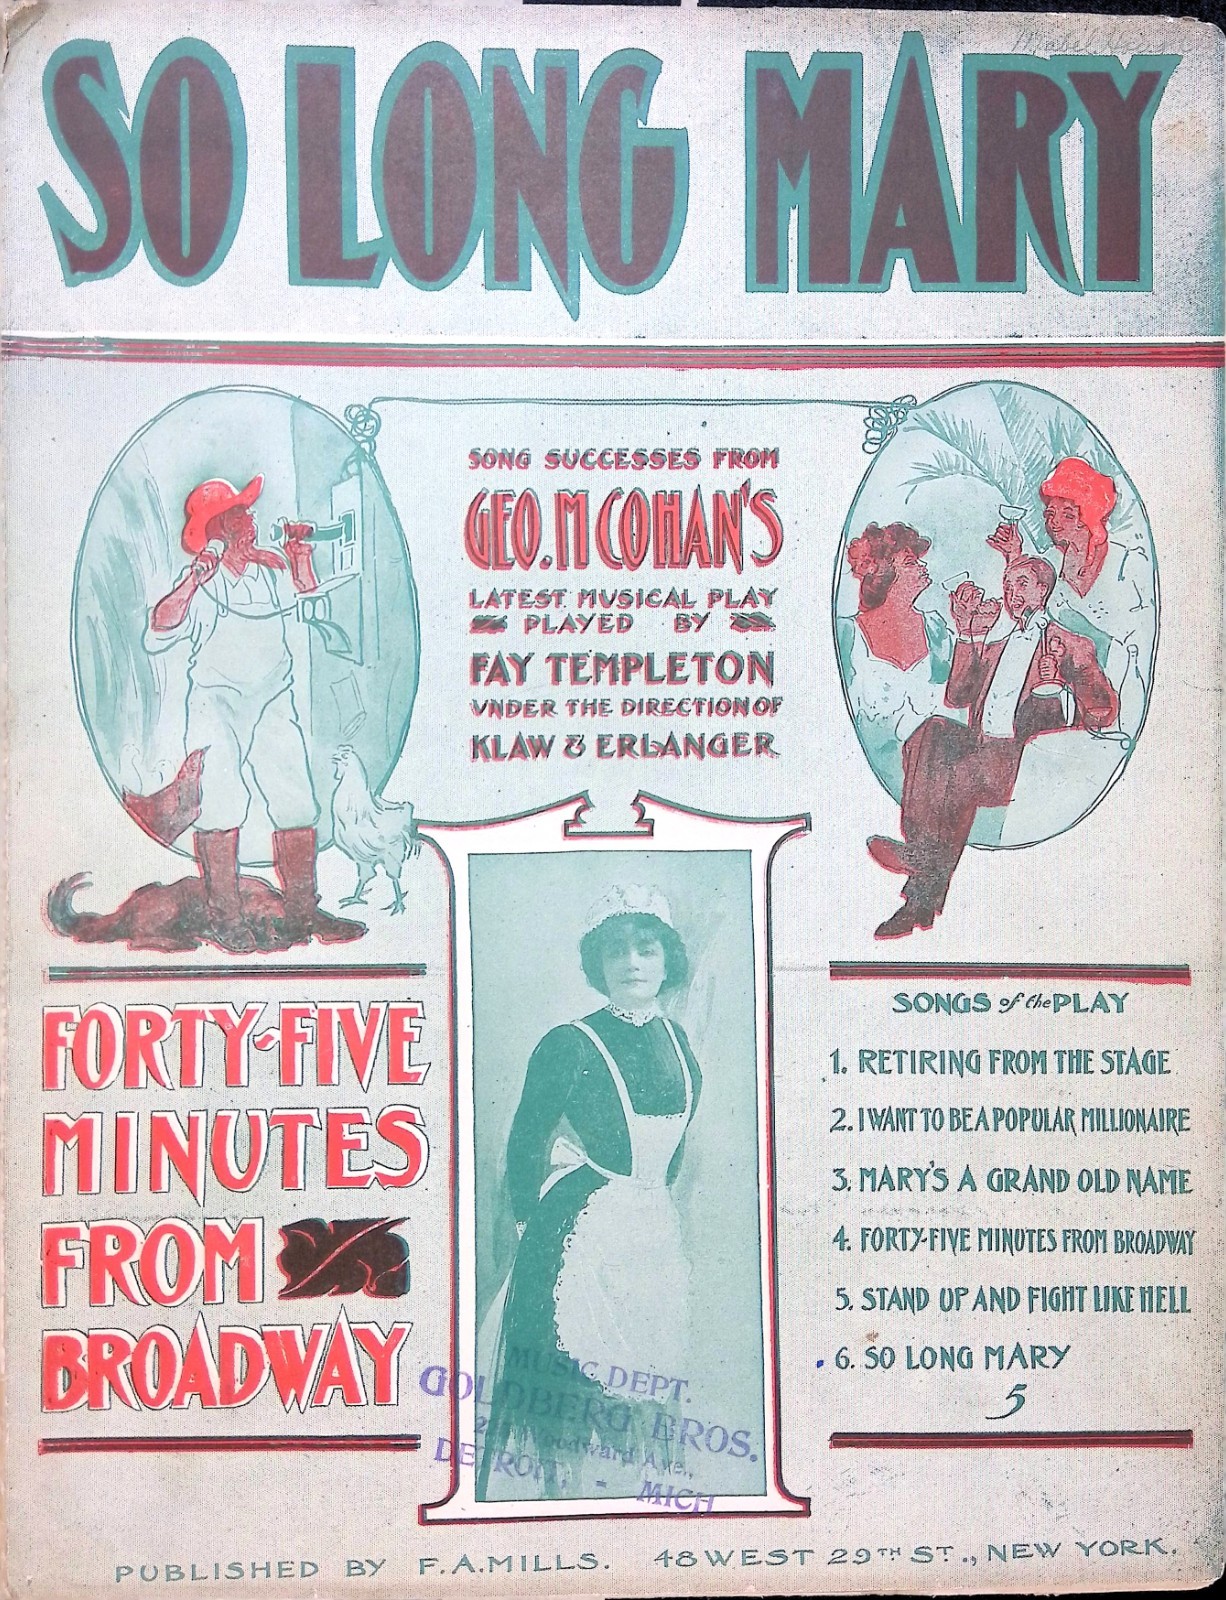 Mabel
SO LONG MARY
SONG SUCCESSES FROM
GEO. M COHAN'S
LATEST MUSICAL PLAY
PLAYED BY
FAY TEMPLETON
VNDER THE DIRECTION OF
KLAW & ERLANGER
FORTY-FIVE
MINUTES
FROM
BROADWAY
SONGS of the PLAY
1. RETIRING FROM THE STAGE
2. I WANT TO BE A POPULAR MILLIONAIRE
3. MARY'S A GRAND OLD NAME
4. FORTY-FIVE MINUTES FROM BROADWAY
5. STAND UP AND FIGHT LIKE HELL
6. SO LONG MARY
5
MUSIC DEPT.
GOLDBERG BROS.
Woodward Ave.,
DETROIT, - MICH
PUBLISHED BY F.A. MILLS. 48 WEST 29TH ST., NEW YORK.